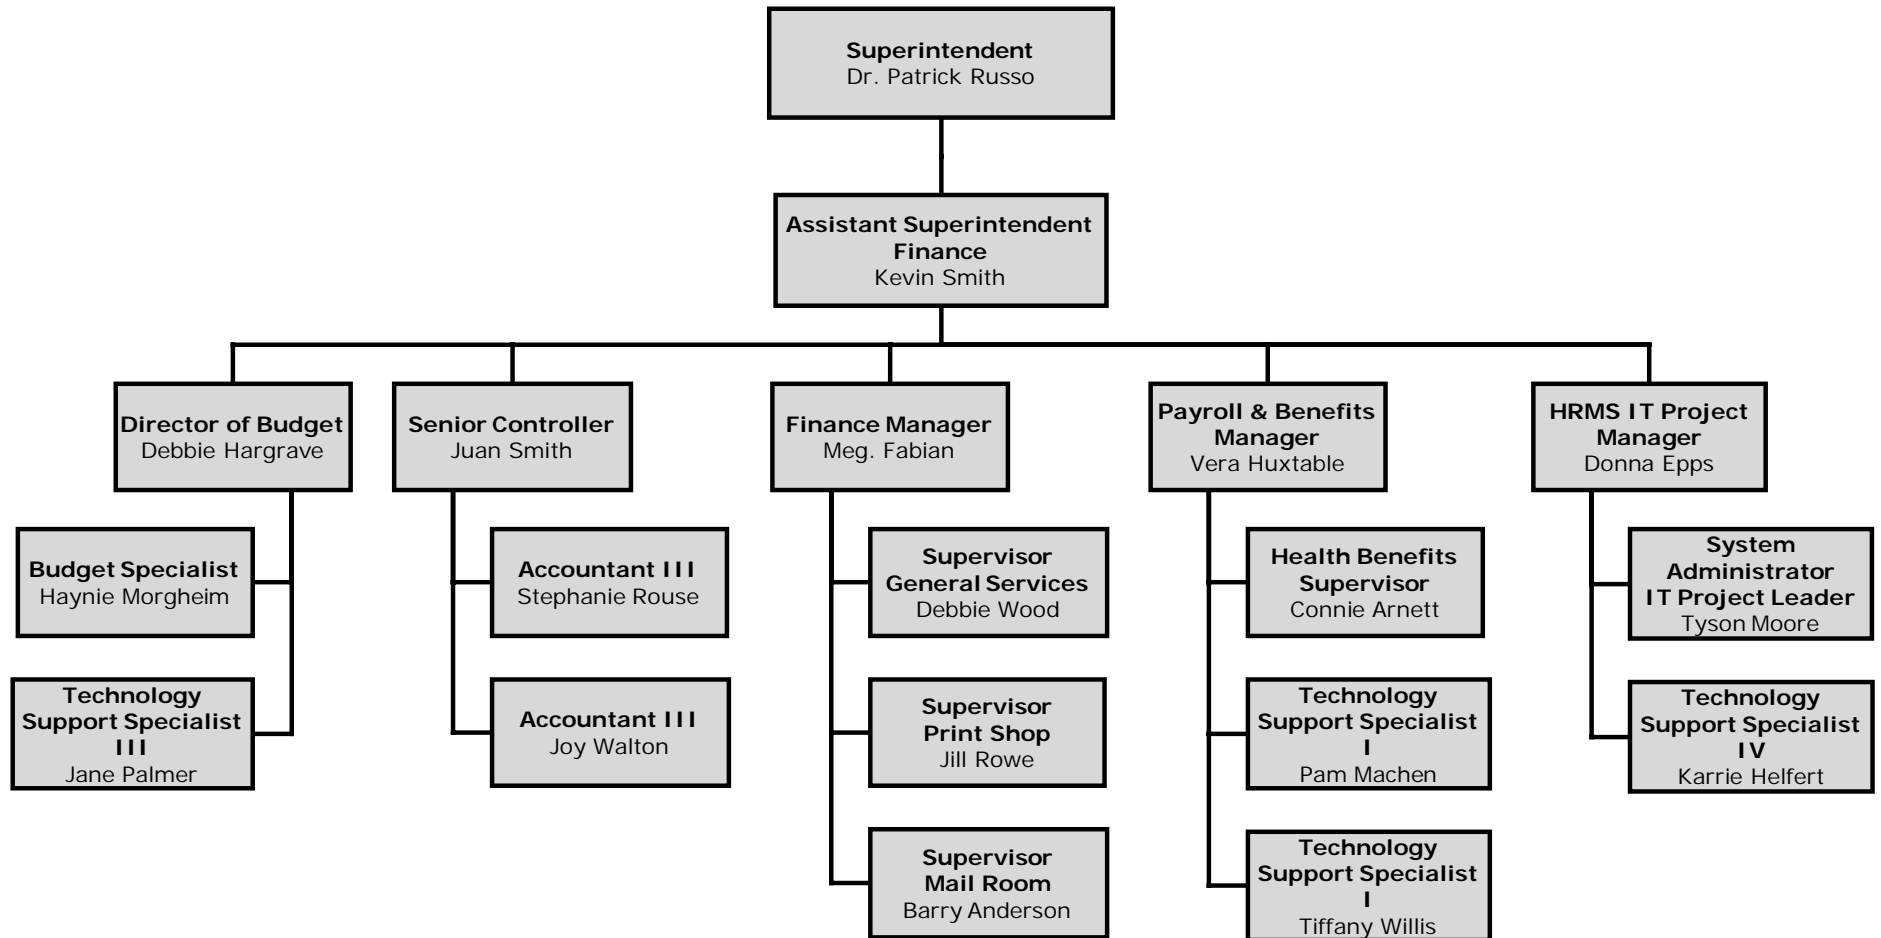 Superintendent
Dr. Patrick Russo
Assistant Superintendent
Finance
Kevin Smith
Director of Budget
Debbie Hargrave
Senior Controller
Juan Smith
Finance Manager
Meg. Fabian
Payroll & Benefits
Manager
Vera Huxtable
HRMS IT Project
Manager
Donna Epps
Budget Specialist
Haynie Morgheim
Technology
Support Specialist
III
Jane Palmer
Accountant III
Stephanie Rouse
Accountant III
Joy Walton
Supervisor
General Services
Debbie Wood
Supervisor
Print Shop
Jill Rowe
Supervisor
Mail Room
Barry Anderson
Health Benefits
Supervisor
Connie Arnett
Technology
Support Specialist
I
Pam Machen
Technology
Support Specialist
I
Tiffany Willis
System
Administrator
IT Project Leader
Tyson Moore
Technology
Support Specialist
IV
Karrie Helfert